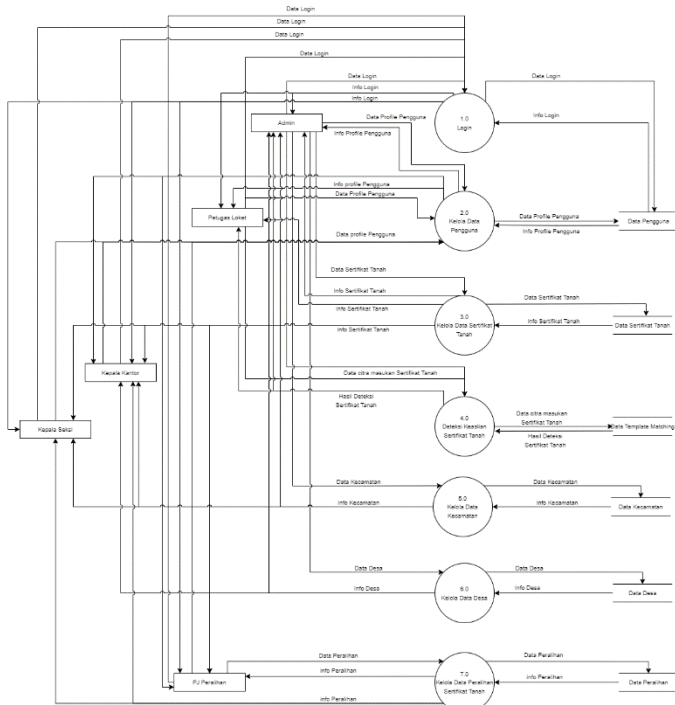 Data Login
Data Login
Data Login
Data Login
Data Login
Info Login
Info Login
Data Login
Info Login
1.0
Login
Admin
Data Profile Pengguna
Info Profile Pengguna
Info profile Pengguna
Data Profile Pengguna
Petugas Loket
Data profile Pengguna
2.0
Kelola Data
Pengguna
Data Profile Pengguna
Info Profile Pengguna
Data Pengguna
Data Sertifikat Tanah
Info Sertifikat Tanah
Info Sertifikat Tanah
Info Sertifikat Tanah
3.0
Kelola Data Sertifikat
Tanah
Data Sertifikat Tanah
Info Sertifikat Tanah
Data Sertifikat Tanah
Kepala Kantor
Data citra masukan Sertifikat Tanah
Hasil Deteksi
Sertifikat Tanah
4.0
Deteksi Keaslian
Sertifikat Tanah
Data citra masukan
Sertifikat Tanah
Hasil Deteksi
Sertifikat Tanah
Data Template Matching
Kepala Seksi
Data Kecamatan
Info Kecamatan
5.0
Kelola Data
Kecamatan
Data Kecamatan
Info Kecamatan
Data Kecamatan
Data Desa
Info Desa
6.0
Kelola Data Desa
Data Desa
Info Desa
Data Desa
Data Peralihan
Info Peralihan
PJ Peralihan
info Peralihan
7.0
Kelola Data Peralihan
Sertifikat Tanah
Data Peralihan
info Peralihan
Data Peralihan